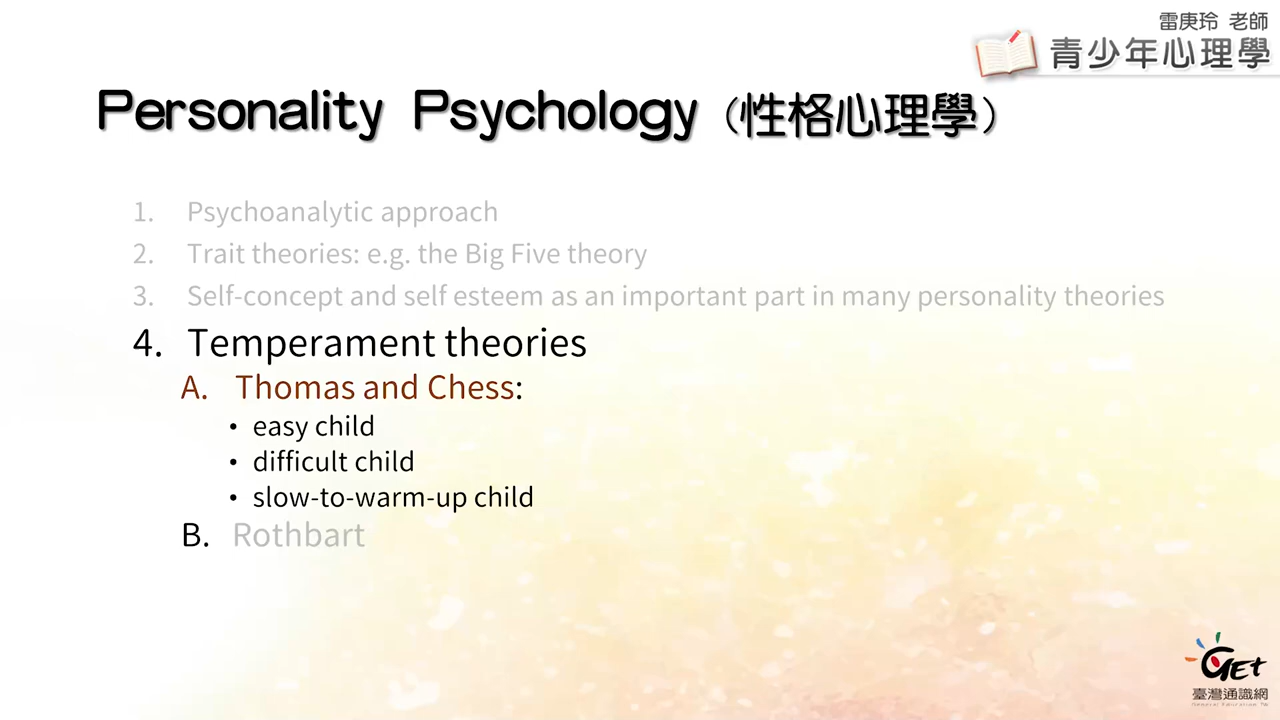 雷庚玲 老師
青少年心理學
Personality Psychology（性格心理學）
1. Psychoanalytic approach
2. Trait theories: e.g. the Big Five theory
3. Self-concept and self esteem as an important part in many personality theories
4. Temperament theories
A. Thomas and Chess:
• easy child
• difficult child
• slow-to-warm-up child
B. Rothbart
GET
臺灣通識網